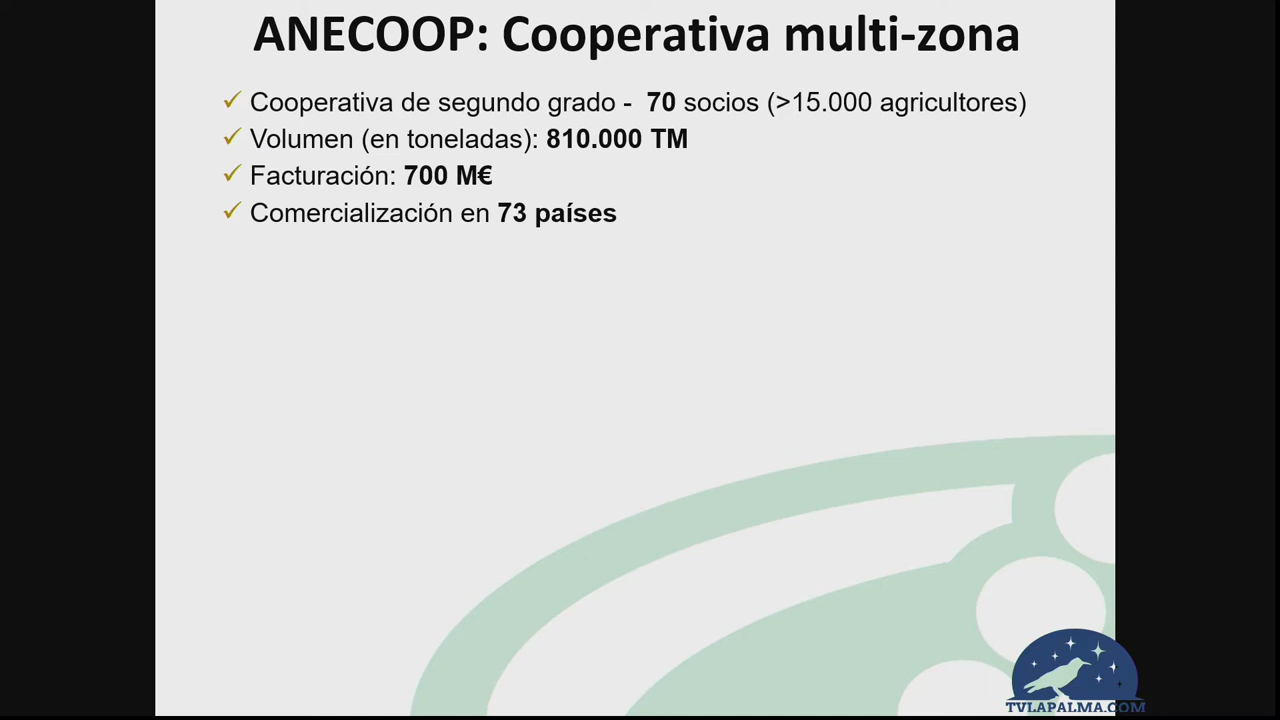 ANECOOP: Cooperativa multi-zona
✓ Cooperativa de segundo grado - 70 socios (>15.000 agricultores)
✓ Volumen (en toneladas): 810.000 TM
✓ Facturación: 700 M€
✓ Comercialización en 73 países
TVLAPALMA.COM